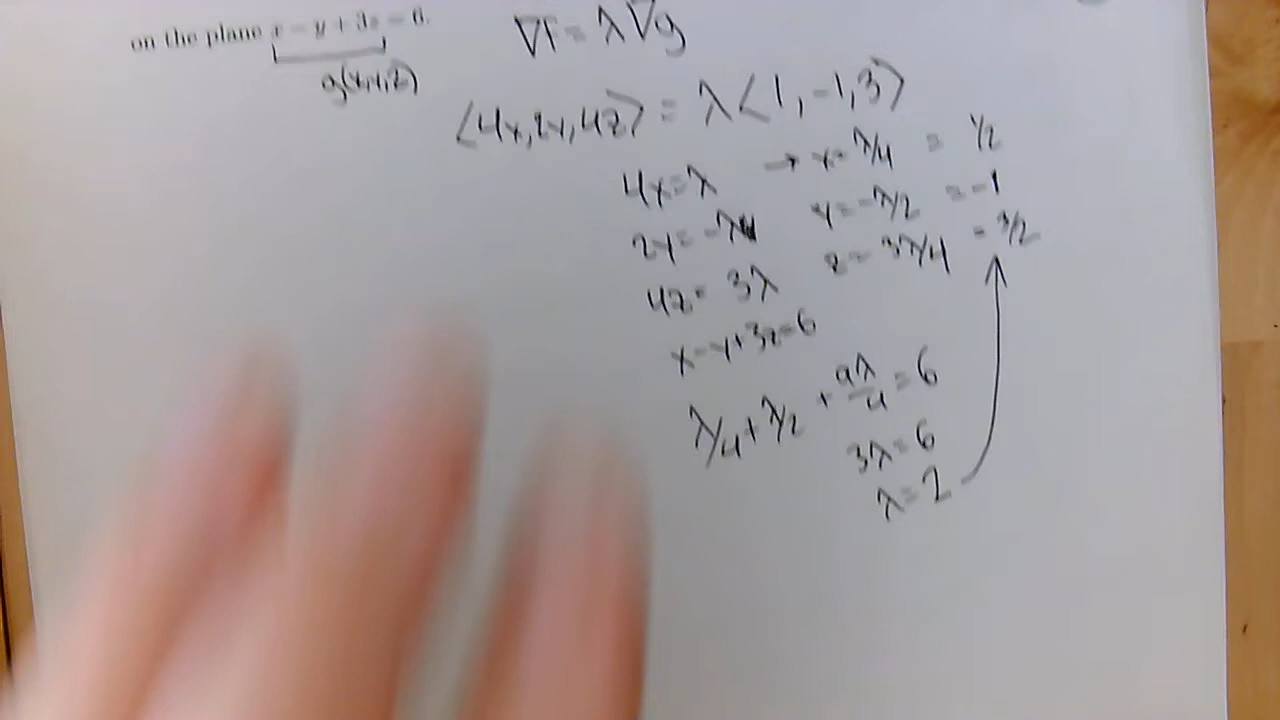 on the plane x − y + 3z = 6.
g(x,y,z)
∇f = λ∇g
⟨4x, 2y, 4z⟩ = λ⟨1, -1, 3⟩
4x = λ → x = λ/4 = 1/2
2y = -λ y = -λ/2 = -1
4z = 3λ z = 3λ/4 = 3/2
x-y+3z=6
λ/4 + λ/2 + 9λ/4 = 6
3λ = 6
λ = 2